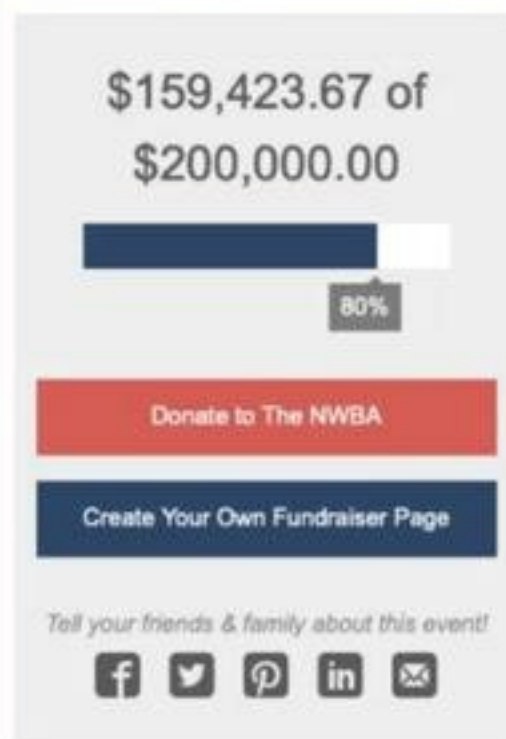 $159,423.67 of
$200,000.00
80%
Donate to The NWBA
Create Your Own Fundraiser Page
Tell your friends & family about this event!